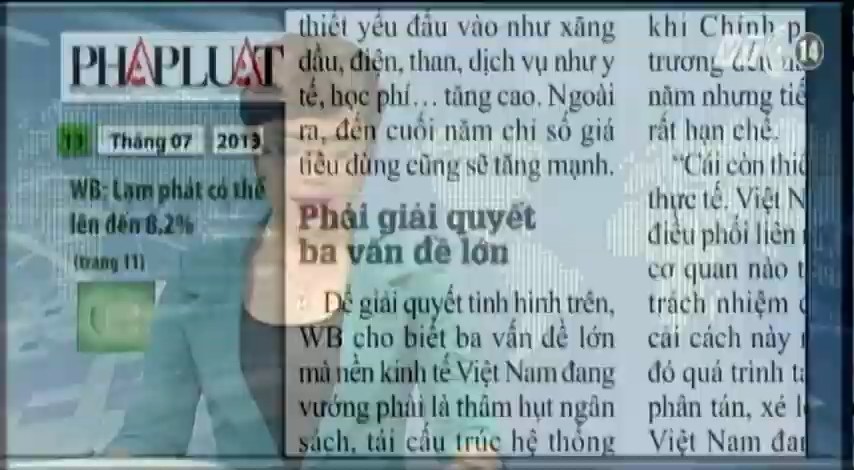 PHÁPLUẬT
13 Tháng 07 2013
WB: Lạm phát có thể
lên đến 8,2%
(trang 11)
thiết yếu đầu vào như xăng
dầu, điện, than, dịch vụ như y
tế, học phí… tăng cao. Ngoài
ra, đến cuối năm chỉ số giá
tiêu dùng cũng sẽ tăng mạnh.
Phải giải quyết
ba vấn đề lớn
Để giải quyết tình hình trên,
WB cho biết ba vấn đề lớn
mà nền kinh tế Việt Nam đang
vướng phải là thâm hụt ngân
sách, tái cấu trúc hệ thống
khi Chính p
trương
năm nhưng tiế
rất hạn chế.
“Cái còn thiế
thực tế. Việt N
điều phối liên
cơ quan nào t
trách nhiệm
cải cách này
đó quá trình t
phân tán, xé l
Việt Nam đan
VTC 14